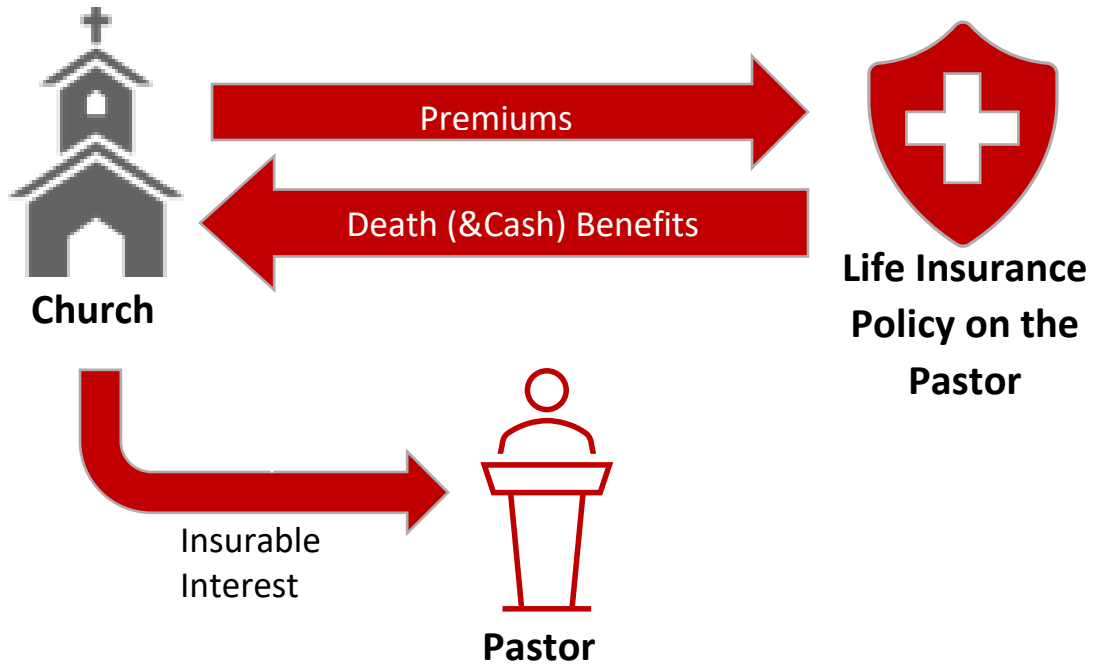 Premiums
Death (&Cash) Benefits
Church
Life Insurance
Policy on the
Pastor
Insurable
Interest
Pastor